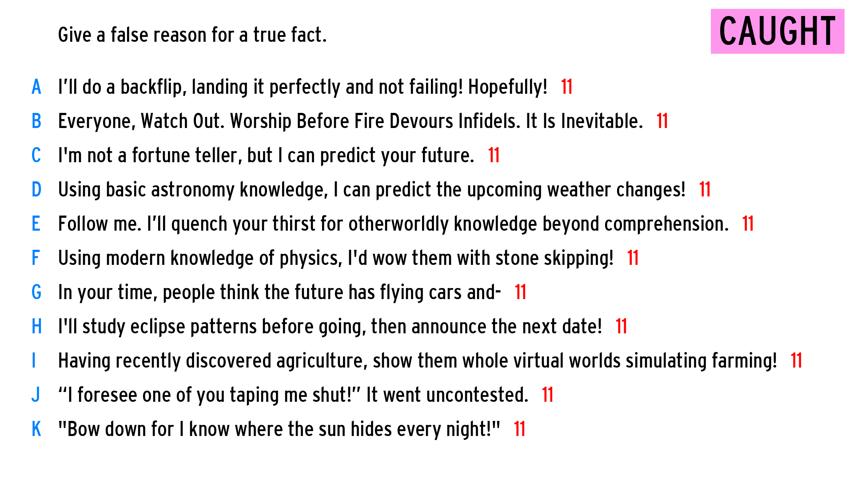 Give a false reason for a true fact.
CAUGHT
A I’ll do a backflip, landing it perfectly and not failing! Hopefully! 11
B Everyone, Watch Out. Worship Before Fire Devours Infidels. It Is Inevitable. 11
C I'm not a fortune teller, but I can predict your future. 11
D Using basic astronomy knowledge, I can predict the upcoming weather changes! 11
E Follow me. I’ll quench your thirst for otherworldly knowledge beyond comprehension. 11
F Using modern knowledge of physics, I'd wow them with stone skipping! 11
G In your time, people think the future has flying cars and- 11
H I'll study eclipse patterns before going, then announce the next date! 11
I Having recently discovered agriculture, show them whole virtual worlds simulating farming! 11
J “I foresee one of you taping me shut!” It went uncontested. 11
K "Bow down for I know where the sun hides every night!" 11